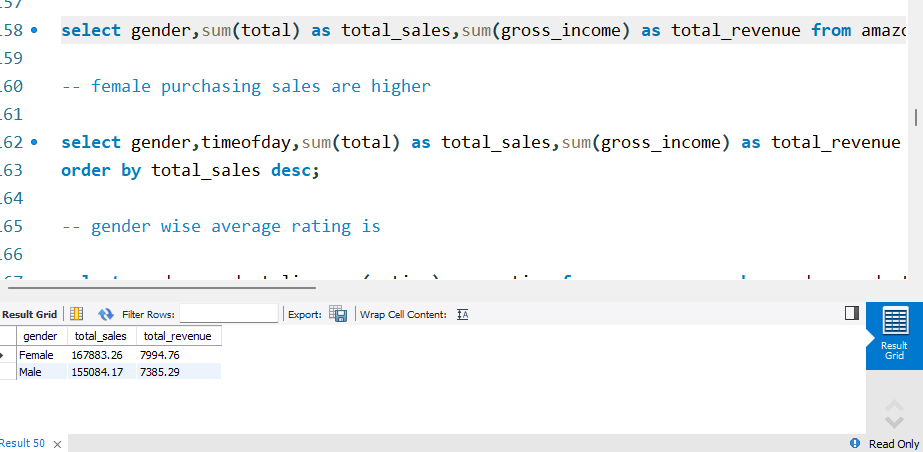 57
158 select gender,sum(total) as total_sales,sum(gross_income) as total_revenue from amazo
159
160 -- female purchasing sales are higher
161
162 select gender,timeofday,sum(total) as total_sales,sum(gross_income) as total_revenue
163 order by total_sales desc;
164
165 -- gender wise average rating is
166
Result Grid Filter Rows: Export: Wrap Cell Content: IA
gender total_sales total_revenue
Female 167883.26 7994.76
Male 155084.17 7385.29
Result Grid
Result 50 × Read Only